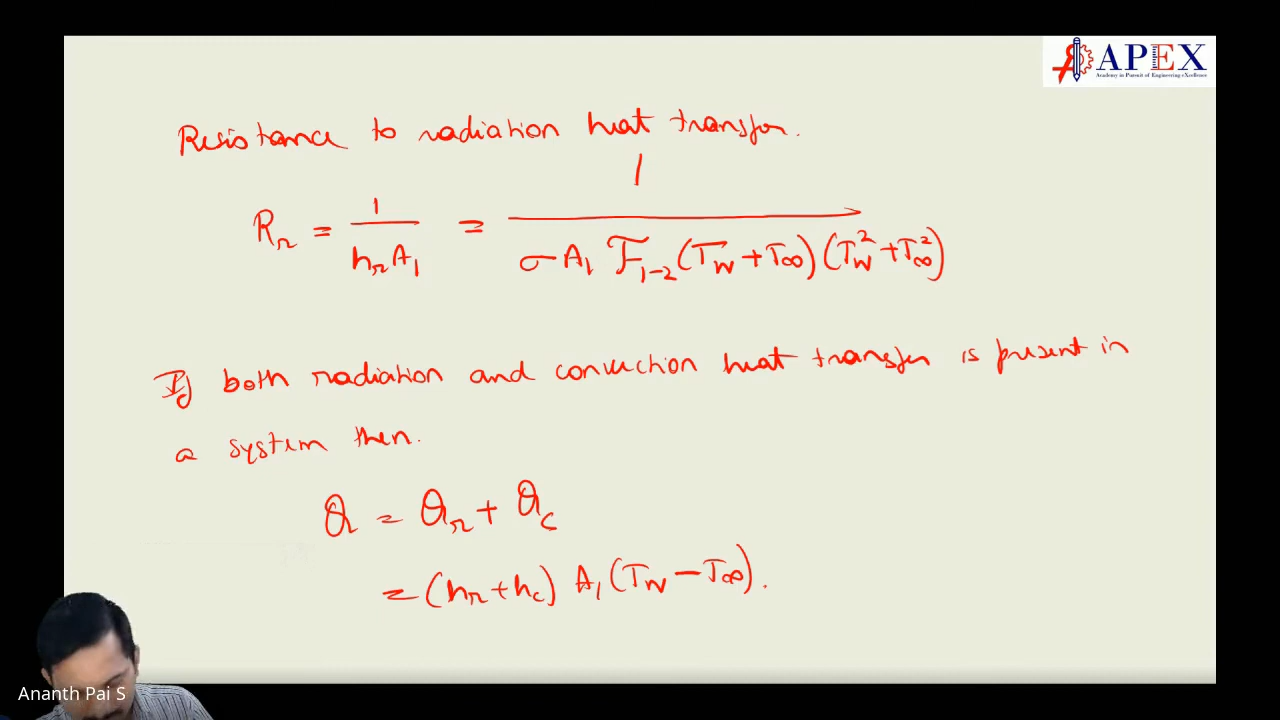 APEX
Academy in Pursuit of Engineering eXcellence
Resistance to radiation heat transfer.
Rr = 1/(hr A1) = 1/(σ A1 ℱ1-2 (Tw + T∞)(Tw² + T∞²))
If both radiation and convection heat transfer is present in
a system then.
Q = Qr + Qc
= (hr + hc) A1 (Tw − T∞).
Ananth Pai S